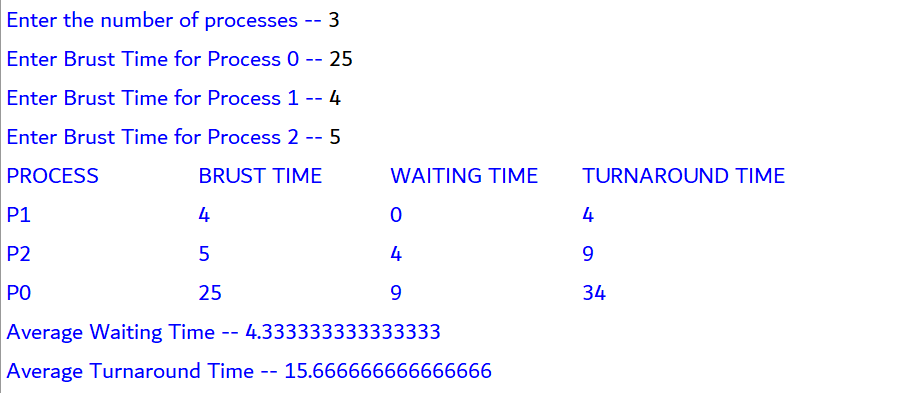 Enter the number of processes -- 3
Enter Brust Time for Process 0 -- 25
Enter Brust Time for Process 1 -- 4
Enter Brust Time for Process 2 -- 5
PROCESS BRUST TIME WAITING TIME TURNAROUND TIME
P1 4 0 4
P2 5 4 9
P0 25 9 34
Average Waiting Time -- 4.333333333333333
Average Turnaround Time -- 15.666666666666666